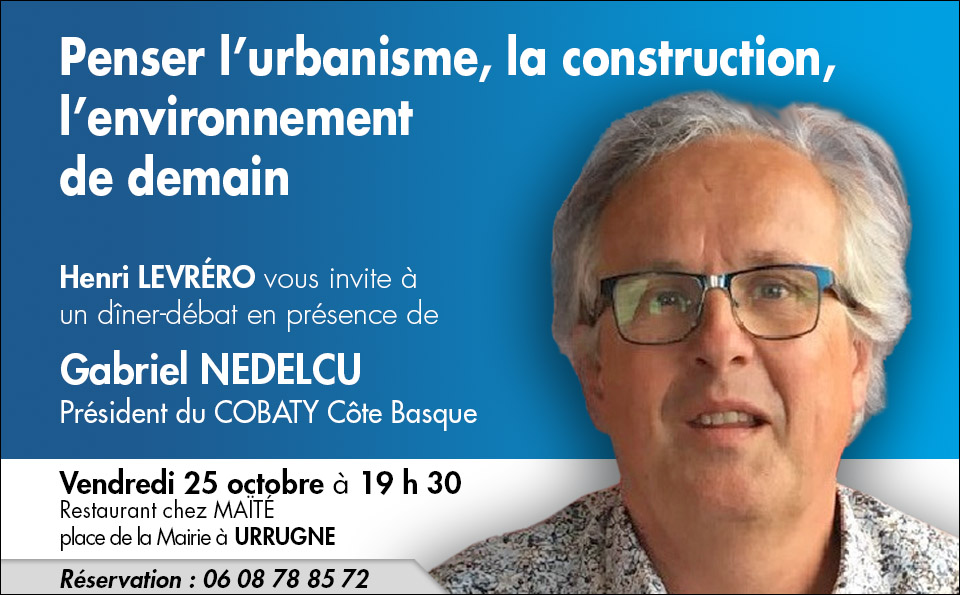 Penser l’urbanisme, la construction,
l’environnement
de demain
Henri LEVRÉRO vous invite à
un dîner-débat en présence de
Gabriel NEDELCU
Président du COBATY Côte Basque
Vendredi 25 octobre à 19 h 30
Restaurant chez MAÏTÉ
place de la Mairie à URRUGNE
Réservation : 06 08 78 85 72